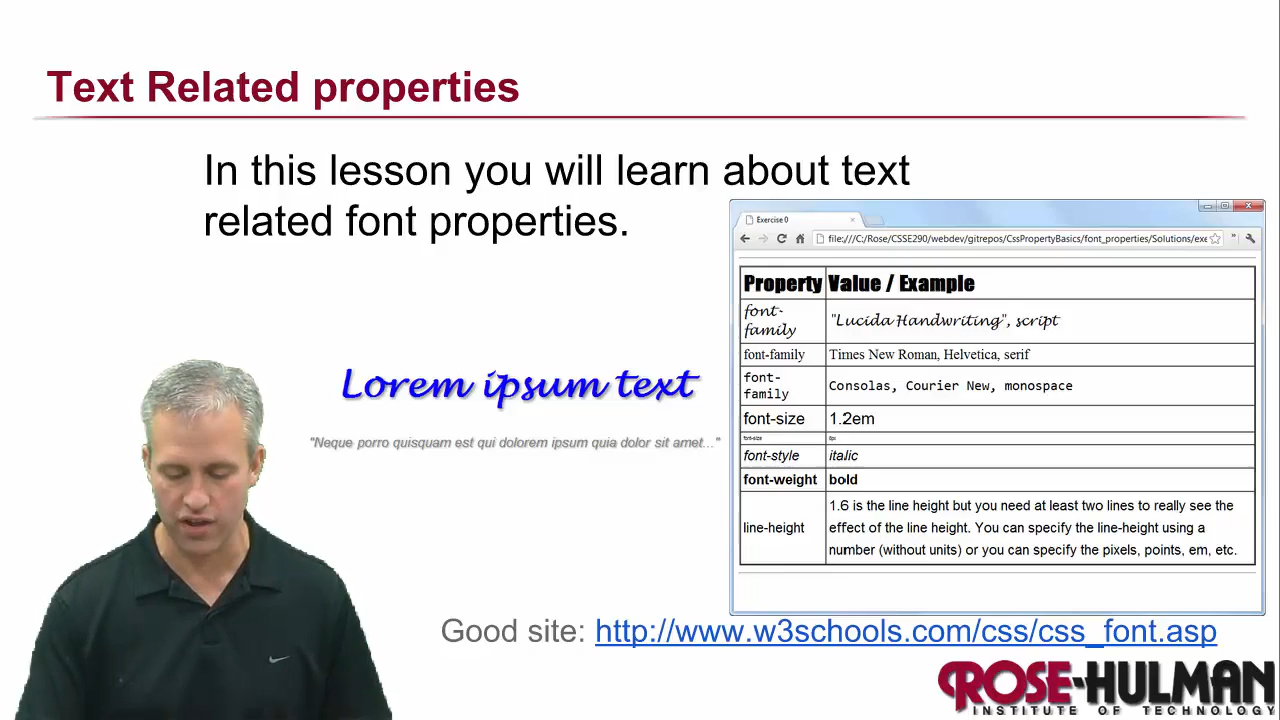 Text Related properties
In this lesson you will learn about text
related font properties.
Exercise 0
file:///C:/Rose/CSSE290/webdev/gitrepos/CssPropertyBasics/font_properties/Solutions/exe
Property Value / Example
font-
family
"Lucida Handwriting", script
font-family Times New Roman, Helvetica, serif
font-
family
Consolas, Courier New, monospace
font-size 1.2em
font-size 8px
font-style italic
font-weight bold
line-height
1.6 is the line height but you need at least two lines to really see the
effect of the line height. You can specify the line-height using a
number (without units) or you can specify the pixels, points, em, etc.
Lorem ipsum text
"Neque porro quisquam est qui dolorem ipsum quia dolor sit amet..."
Good site: http://www.w3schools.com/css/css_font.asp
ROSE-HULMAN
INSTITUTE OF TECHNOLOGY